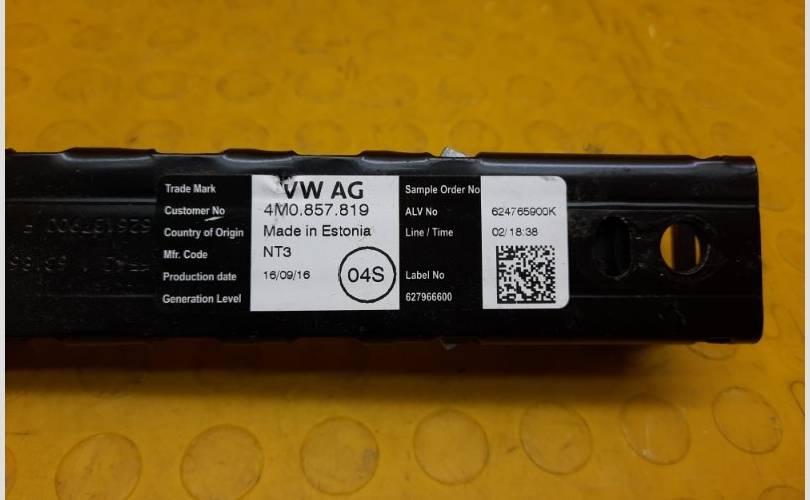 Trade Mark VW AG Sample Order No
Customer No 4M0.857.819 ALV No 624765900K
Country of Origin Made in Estonia Line / Time 02/ 18:38
Mfr. Code NT3
Production date 16/09/16 04S Label No
Generation Level 627966600